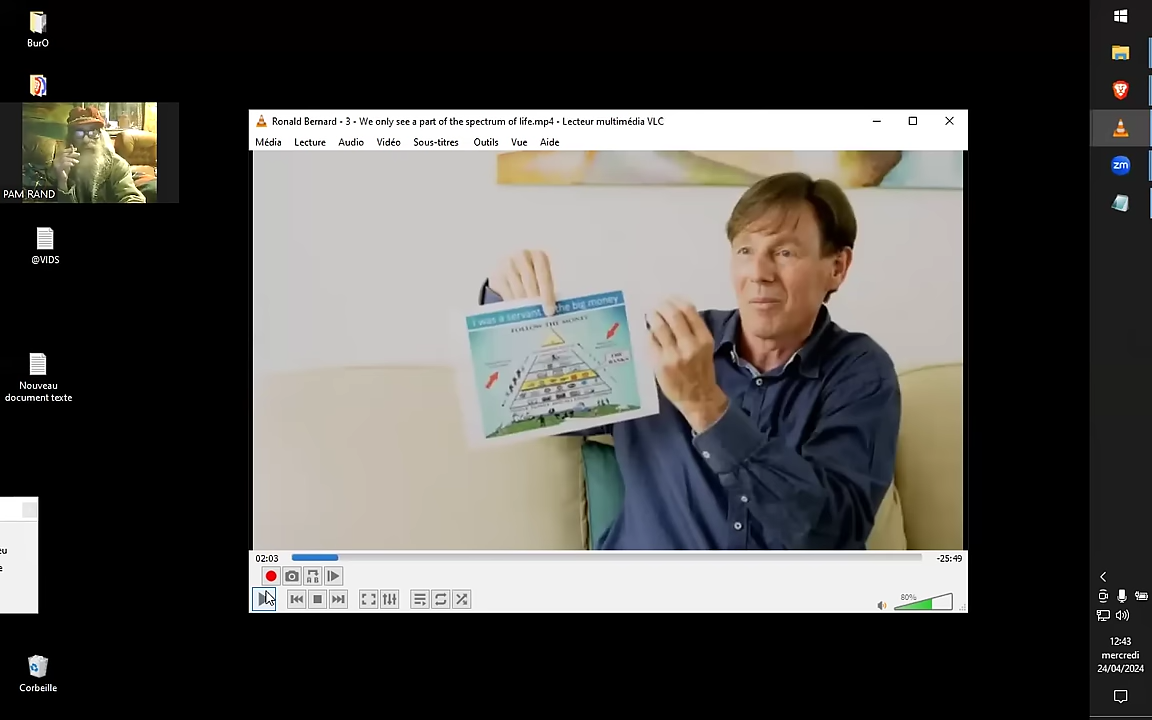 BurO
PAM RAND
@VIDS
Nouveau
document texte
eu
e
Corbeille
Ronald Bernard - 3 - We only see a part of the spectrum of life.mp4 - Lecteur multimédia VLC
Média Lecture Audio Vidéo Sous-titres Outils Vue Aide
I was a servant the big money
FOLLOW THE MONEY
THE
BANKS
02:03 -25:49
80%
zm
12:43
mercredi
24/04/2024